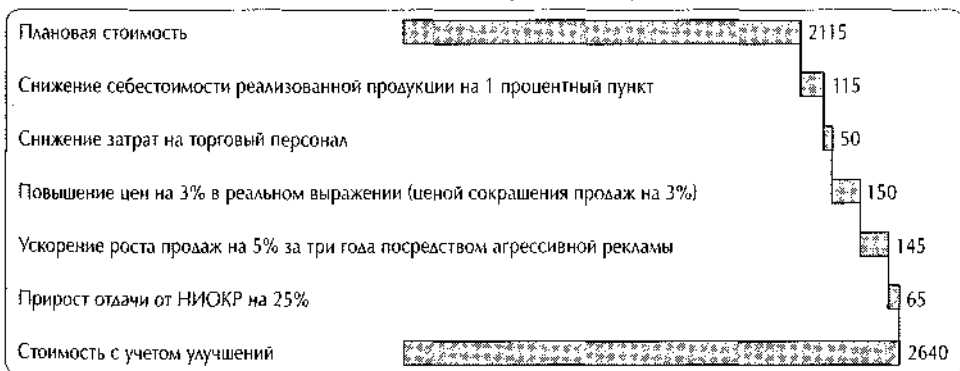 Плановая стоимость 2115
Снижение себестоимости реализованной продукции на 1 процентный пункт 115
Снижение затрат на торговый персонал 50
Повышение цен на 3% в реальном выражении (ценой сокращения продаж на 3%) 150
Ускорение роста продаж на 5% за три года посредством агрессивной рекламы 145
Прирост отдачи от НИОКР на 25% 65
Стоимость с учетом улучшений 2640